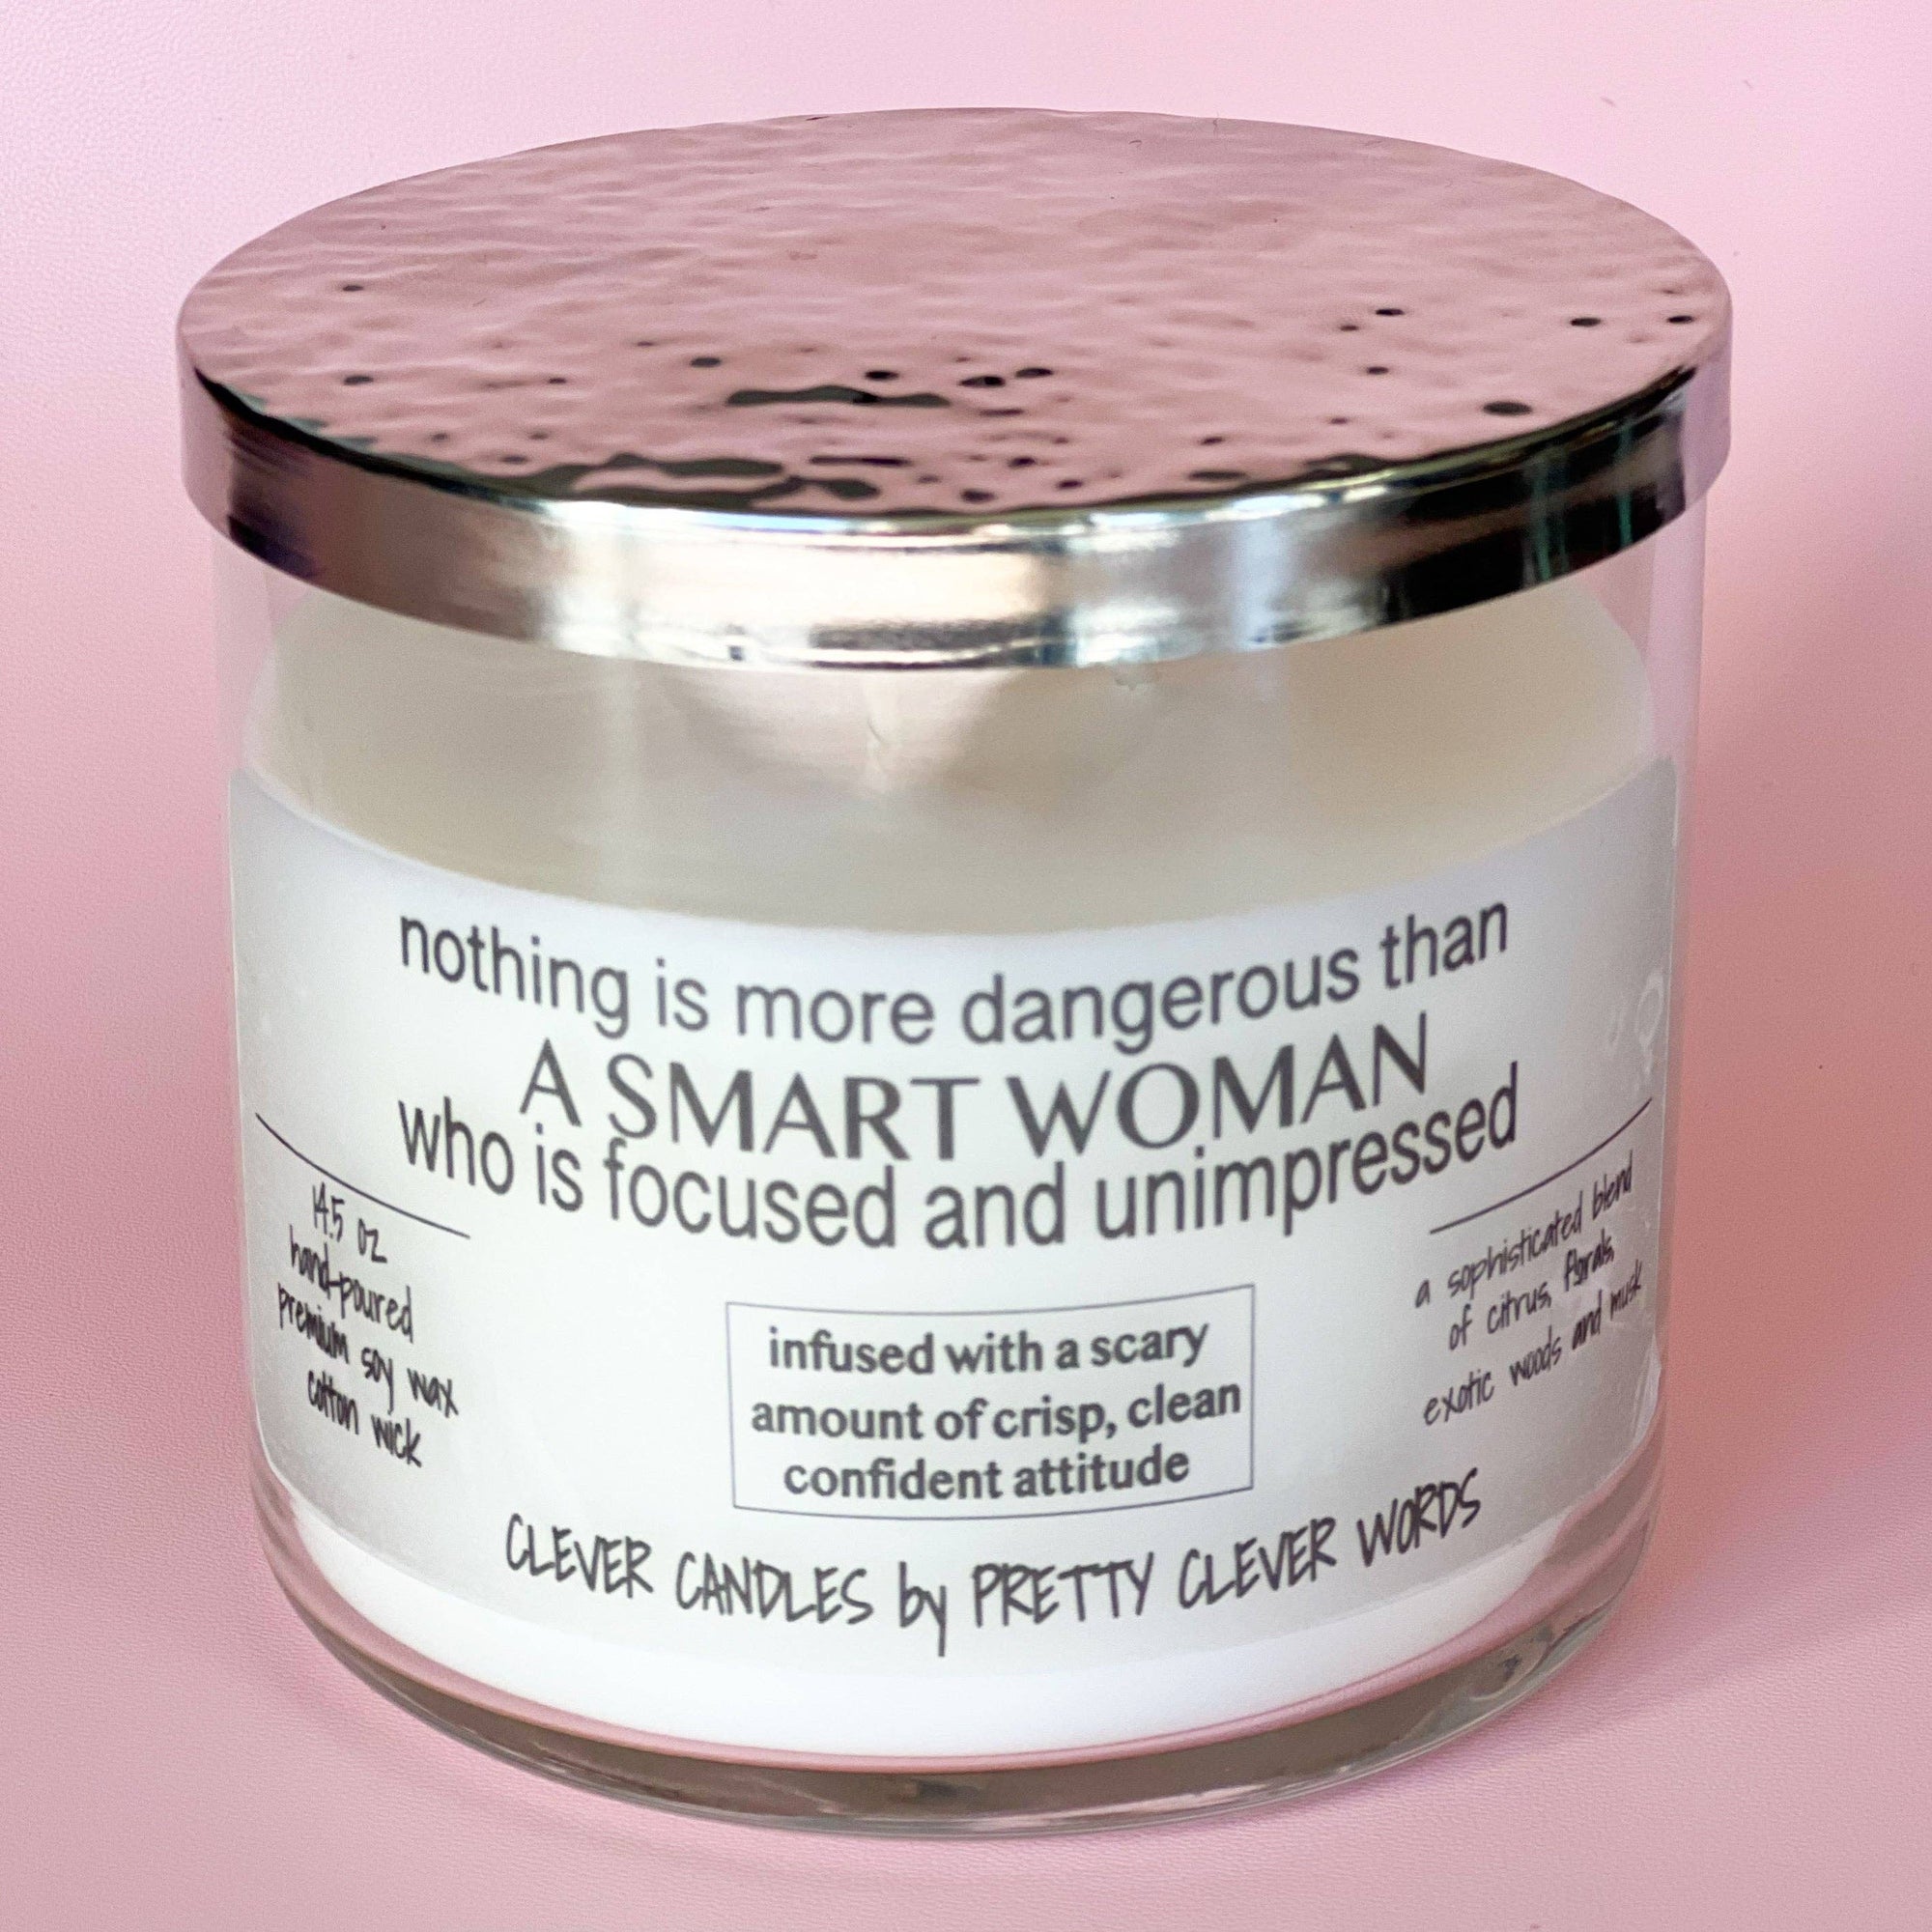 nothing is more dangerous than
A SMART WOMAN
who is focused and unimpressed
14.5 oz
hand-poured
premium soy wax
cotton wick
infused with a scary
amount of crisp, clean
confident attitude
a sophisticated blend
of citrus, florals,
exotic woods and musk
CLEVER CANDLES by PRETTY CLEVER WORDS